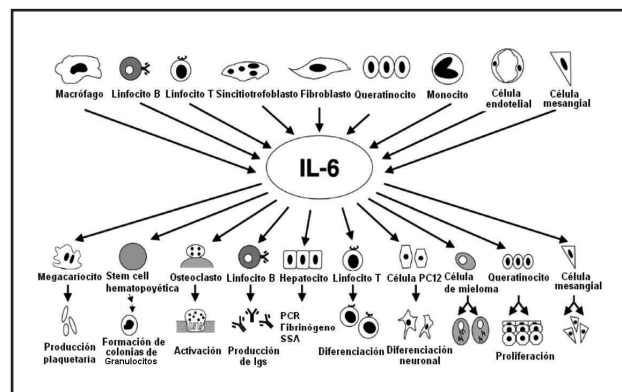 Macrófago Linfocito B Linfocito T Sincitiotrofoblasto Fibroblasto Queratinocito Monocito Célula endotelial Célula mesangial
IL-6
Megacariocito Stem cell hematopoyética Osteoclasto Linfocito B Hepatocito Linfocito T Célula PC12 Célula de mieloma Queratinocito Célula mesangial
Producción plaquetaria
Formación de colonias de Granulocitos
Activación
Producción de Igs
PCR
Fibrinógeno
SSA
Diferenciación
Diferenciación neuronal
Proliferación